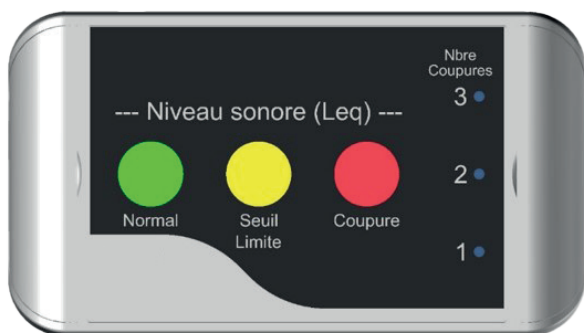 Nbre
Coupures
3
--- Niveau sonore (Leq) ---
2
Normal
Seuil
Limite
Coupure
1